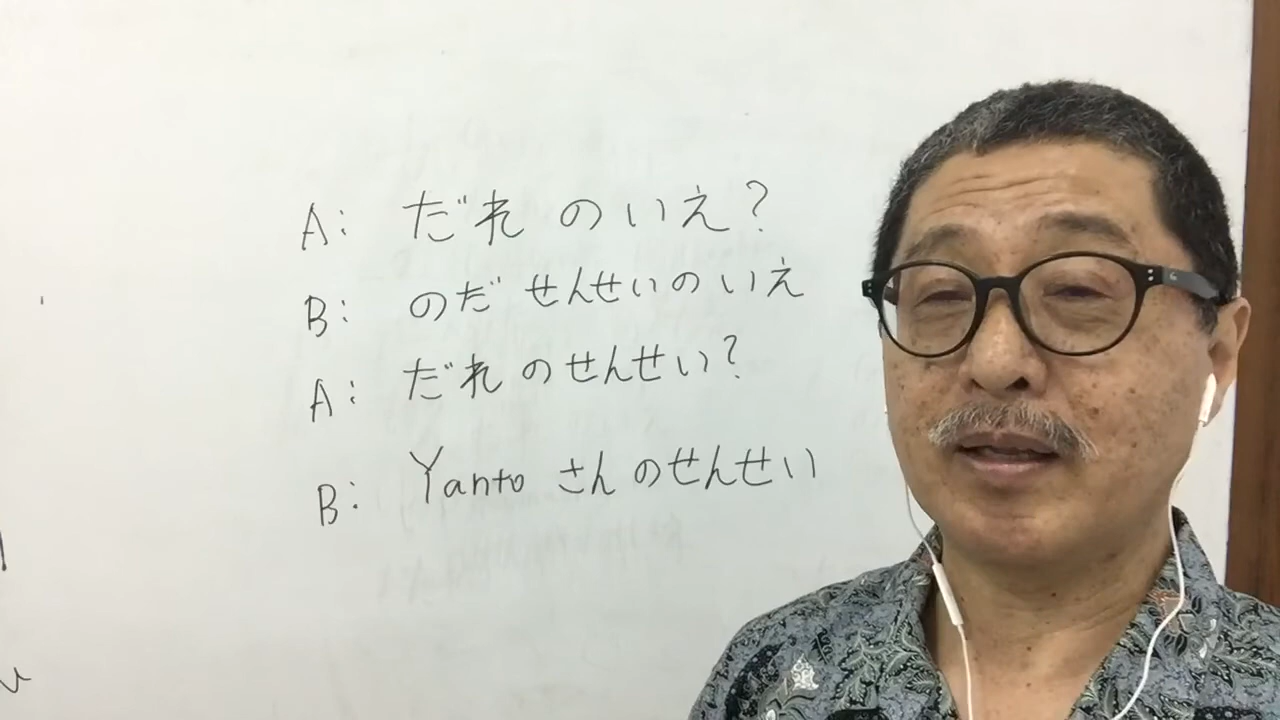 A: だれ の いえ?
B: のだ せんせいの いえ
A: だれ の せんせい?
B: Yanto さん のせんせい